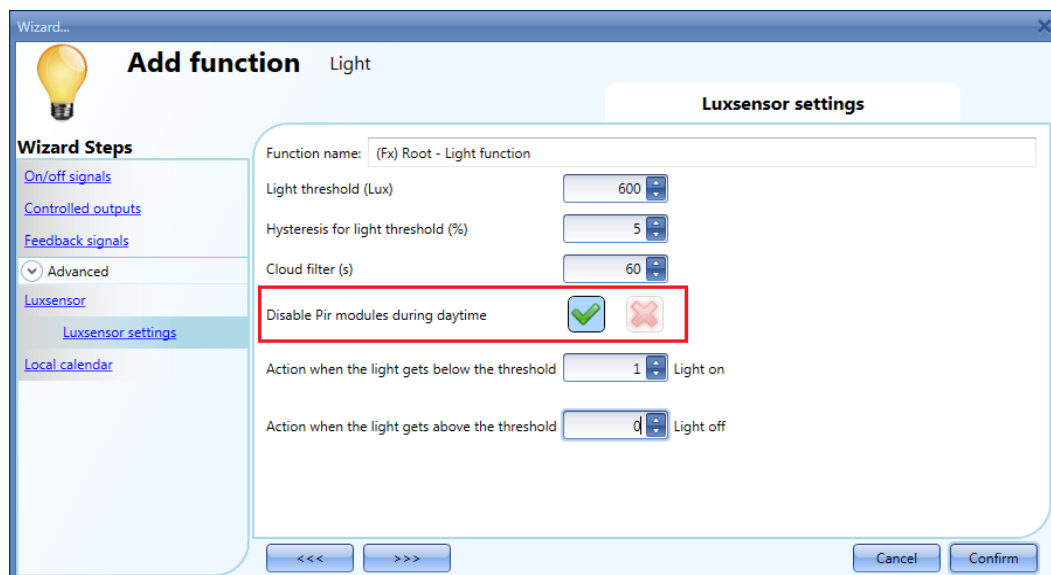 Wizard...
Add function Light
Luxsensor settings
Wizard Steps
On/off signals
Controlled outputs
Feedback signals
Advanced
Luxsensor
Luxsensor settings
Local calendar
Function name: (Fx) Root - Light function
Light threshold (Lux) 600
Hysteresis for light threshold (%) 5
Cloud filter (s) 60
Disable Pir modules during daytime
Action when the light gets below the threshold 1 Light on
Action when the light gets above the threshold 0 Light off
<<< >>> Cancel Confirm